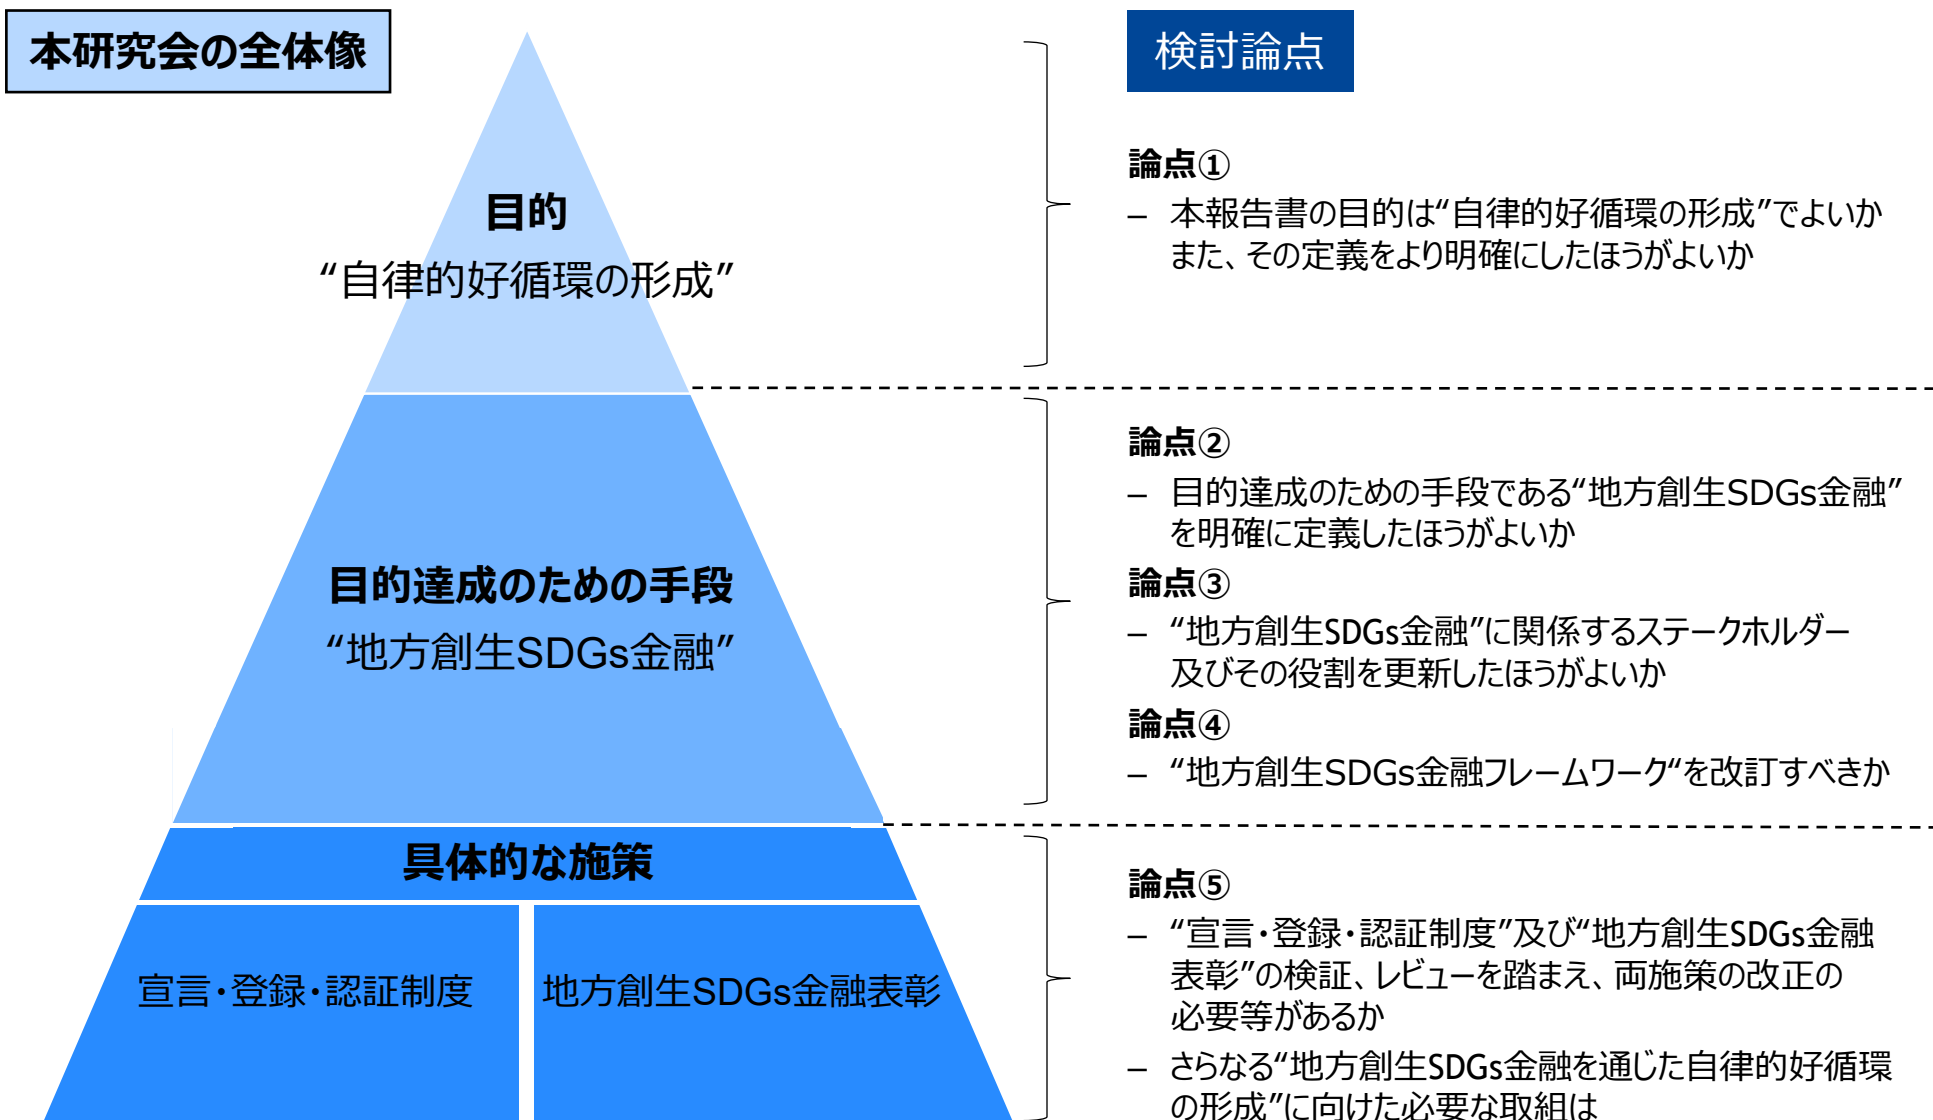 本研究会の全体像
目的
“自律的好循環の形成”
目的達成のための手段
“地方創生SDGs金融”
具体的な施策
宣言・登録・認証制度
地方創生SDGs金融表彰
検討論点
論点①
– 本報告書の目的は“自律的好循環の形成”でよいか
また、その定義をより明確にしたほうがよいか
論点②
– 目的達成のための手段である“地方創生SDGs金融”
を明確に定義したほうがよいか
論点③
– “地方創生SDGs金融”に関係するステークホルダー
及びその役割を更新したほうがよいか
論点④
– “地方創生SDGs金融フレームワーク“を改訂すべきか
論点⑤
– “宣言・登録・認証制度”及び“地方創生SDGs金融
表彰”の検証、レビューを踏まえ、両施策の改正の
必要等があるか
– さらなる“地方創生SDGs金融を通じた自律的好循環
の形成”に向けた必要な取組は